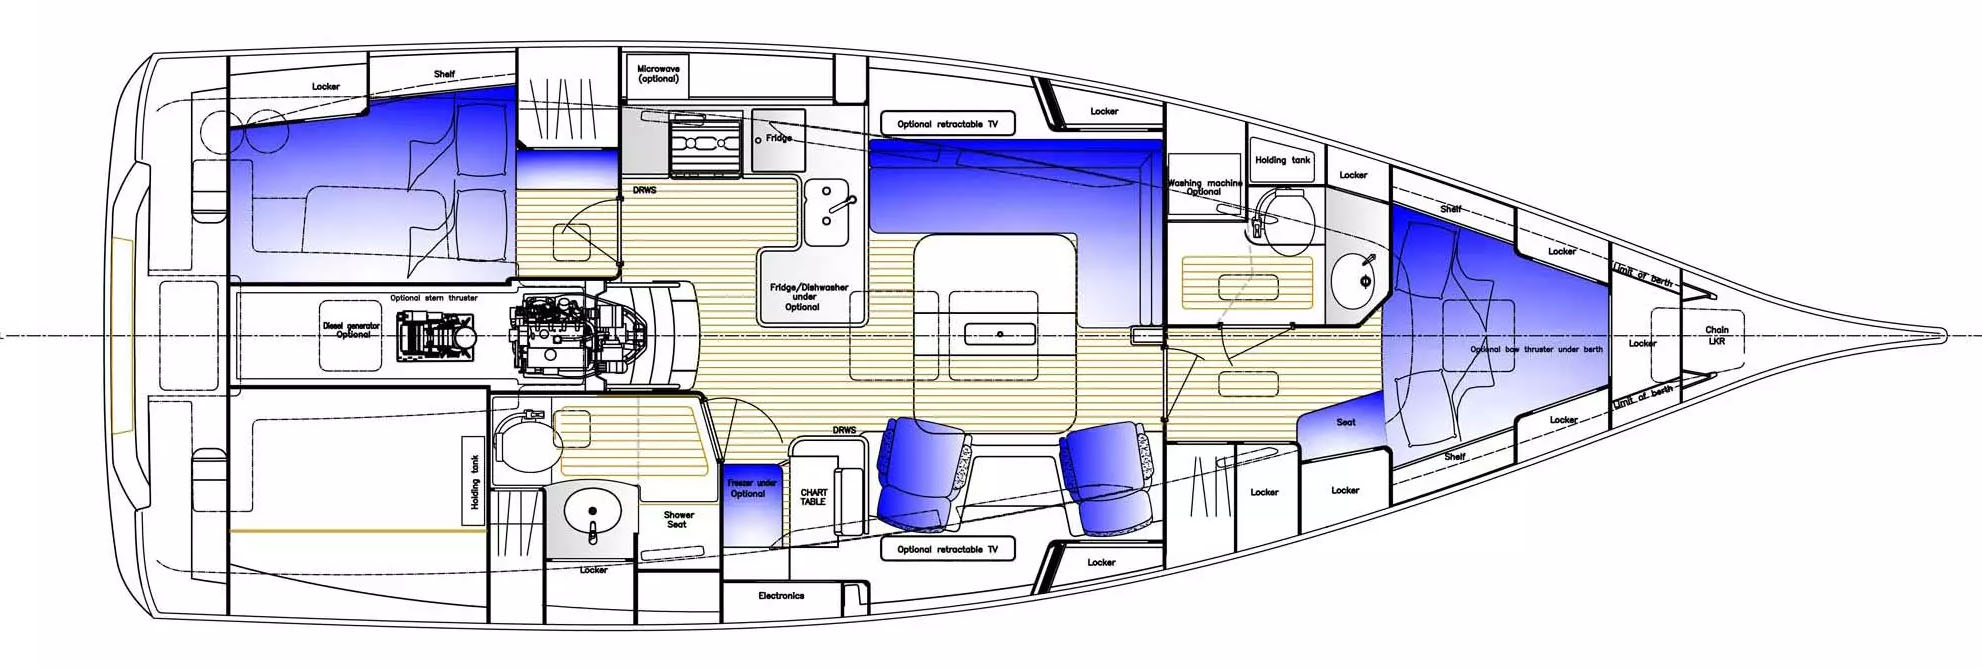 Locker
Shelf
Microwave
(optional)
Fridge
DRWS
Fridge/Dishwasher
under
Optional
Optional retractable TV
Locker
Washing machine
Optional
Holding tank
Locker
Shelf
Locker
Limit of berth
Optional stern thruster
Diesel generator
Optional
Optional bow thruster under berth
Locker
Chain
LKR
Limit of berth
Locker
Shelf
Seat
Locker
Locker
Holding tank
Shower
Seat
Locker
DRWS
Freezer under
Optional
CHART
TABLE
Electronics
Optional retractable TV
Locker